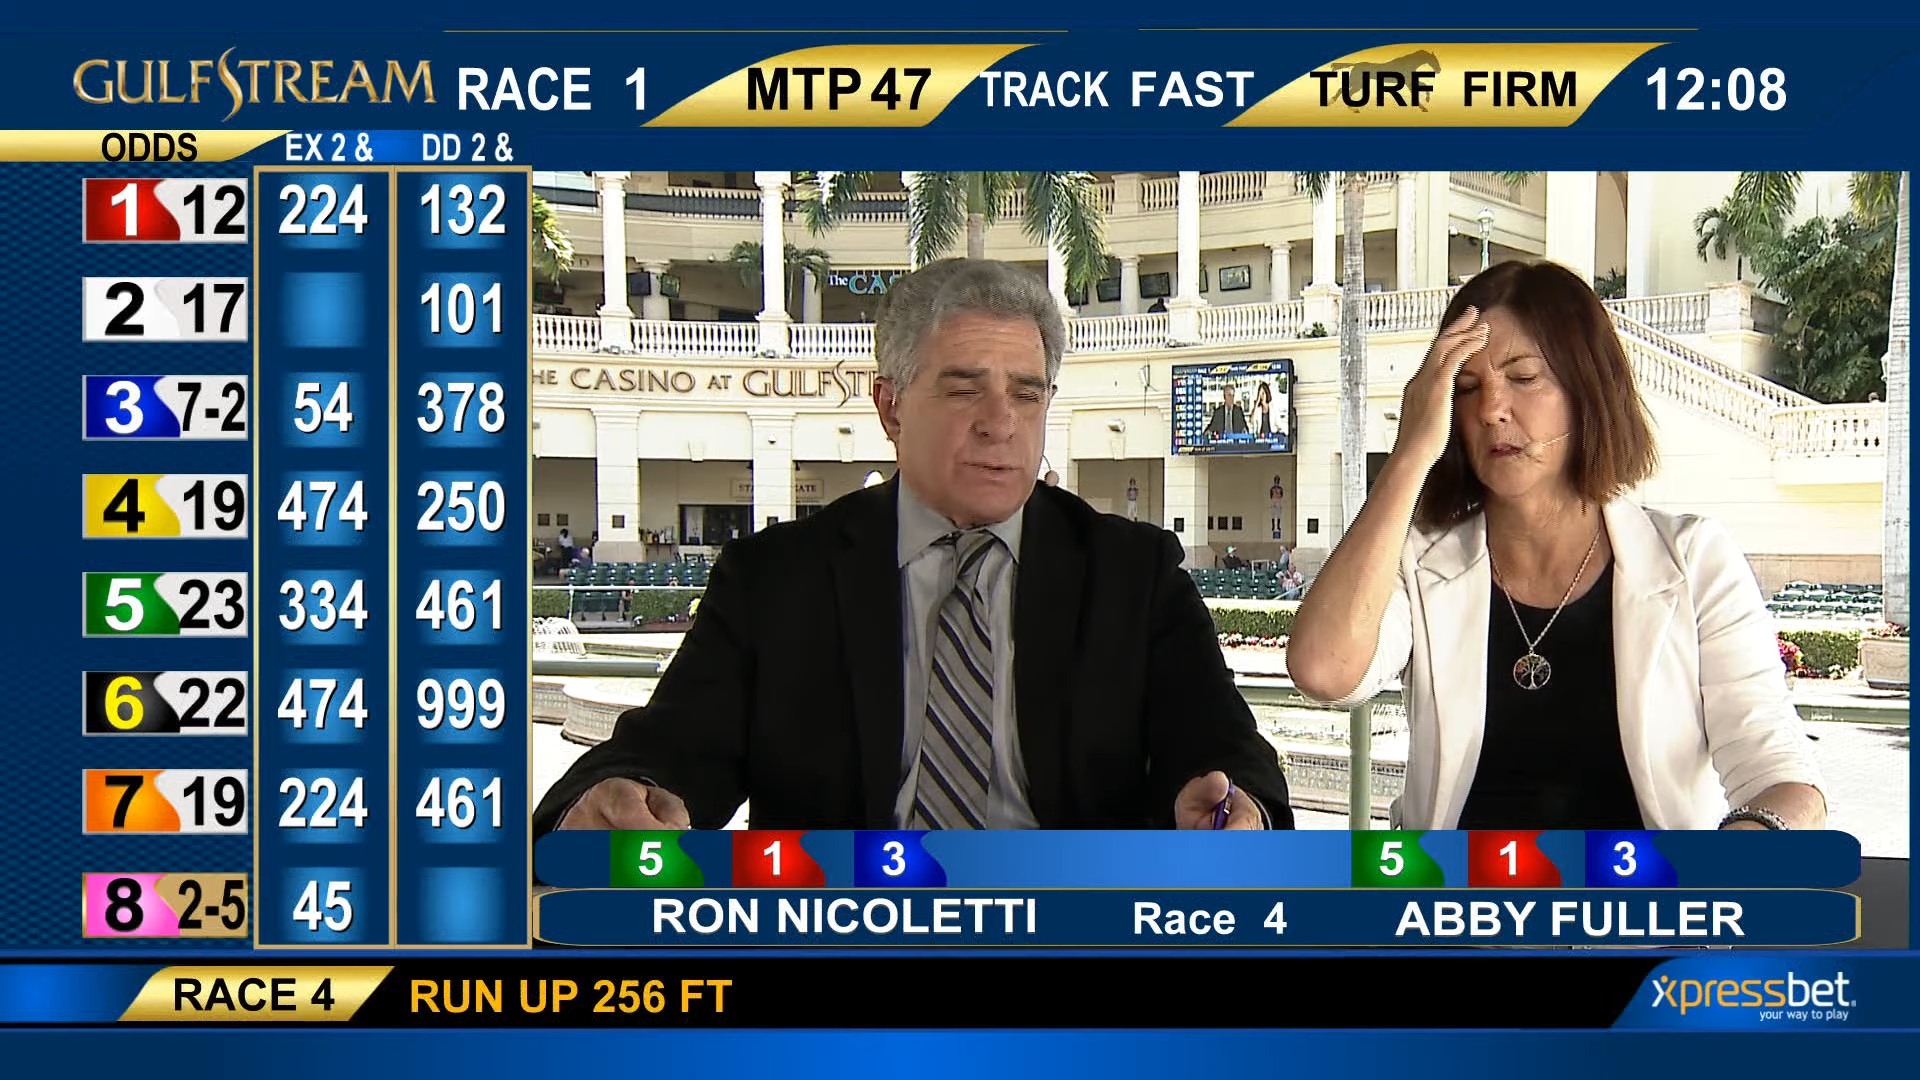 GULFSTREAM RACE 1 MTP 47 TRACK FAST TURF FIRM 12:08
ODDS EX 2 & DD 2 &
1 12 224 132
2 17 101
3 7-2 54 378
4 19 474 250
5 23 334 461
6 22 474 999
7 19 224 461
8 2-5 45
The CAS
HE CASINO AT GULFSTR
5 1 3 5 1 3
RON NICOLETTI Race 4 ABBY FULLER
RACE 4 RUN UP 256 FT
xpressbet.
your way to play